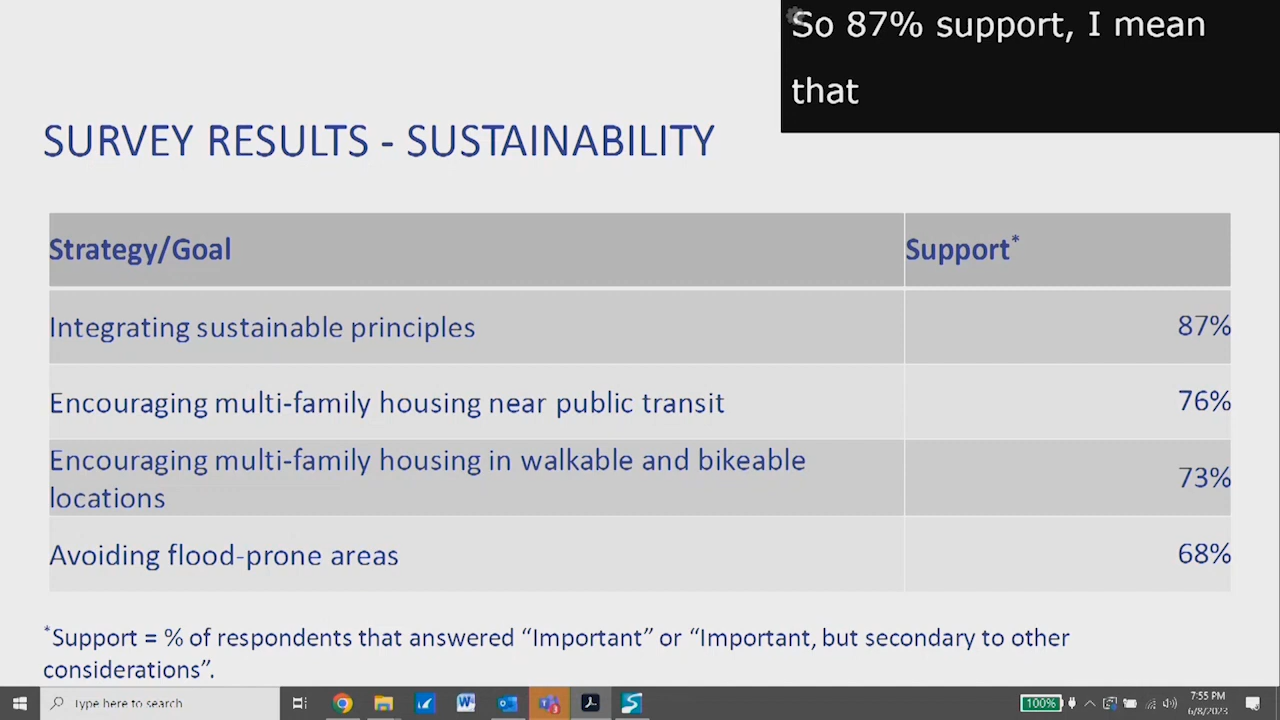 So 87% support, I mean
that
SURVEY RESULTS - SUSTAINABILITY
Strategy/Goal
Support*
Integrating sustainable principles
87%
Encouraging multi-family housing near public transit
76%
Encouraging multi-family housing in walkable and bikeable
locations
73%
Avoiding flood-prone areas
68%
*Support = % of respondents that answered “Important” or “Important, but secondary to other
considerations”.
Type here to search
100%
7:55 PM
6/8/2023